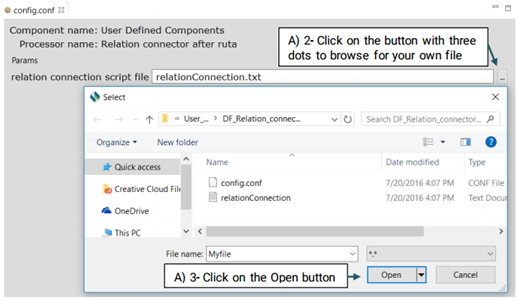 config.conf
Component name: User Defined Components
Processor name: Relation connector after ruta
Params
relation connection script file relationConnection.txt ...
A) 2- Click on the button with three
dots to browse for your own file
Select
« User_... > DF_Relation_connec...
Search DF_Relation_connector...
Organize New folder
Quick access
Creative Cloud File
OneDrive
This PC
Name Date modified Type
config.conf 7/20/2016 4:07 PM CONF File
relationConnection 7/20/2016 4:07 PM Text Docu
File name: Myfile *.*
A) 3- Click on the Open button
Open Cancel